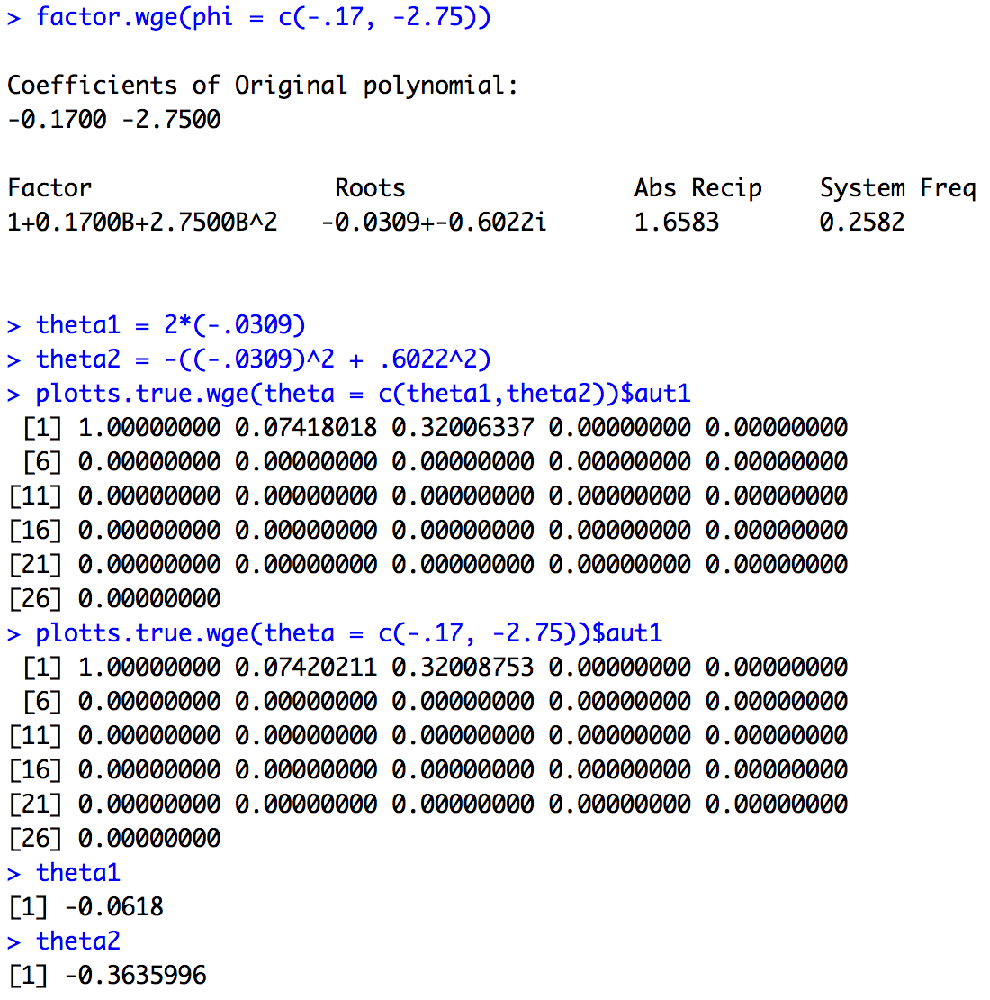 > factor.wge(phi = c(-.17, -2.75))
Coefficients of Original polynomial:
-0.1700 -2.7500
Factor Roots Abs Recip System Freq
1+0.1700B+2.7500B^2 -0.0309+-0.6022i 1.6583 0.2582
> theta1 = 2*(-.0309)
> theta2 = -((-.0309)^2 + .6022^2)
> plotts.true.wge(theta = c(theta1,theta2))$aut1
[1] 1.00000000 0.07418018 0.32006337 0.00000000 0.00000000
[6] 0.00000000 0.00000000 0.00000000 0.00000000 0.00000000
[11] 0.00000000 0.00000000 0.00000000 0.00000000 0.00000000
[16] 0.00000000 0.00000000 0.00000000 0.00000000 0.00000000
[21] 0.00000000 0.00000000 0.00000000 0.00000000 0.00000000
[26] 0.00000000
> plotts.true.wge(theta = c(-.17, -2.75))$aut1
[1] 1.00000000 0.07420211 0.32008753 0.00000000 0.00000000
[6] 0.00000000 0.00000000 0.00000000 0.00000000 0.00000000
[11] 0.00000000 0.00000000 0.00000000 0.00000000 0.00000000
[16] 0.00000000 0.00000000 0.00000000 0.00000000 0.00000000
[21] 0.00000000 0.00000000 0.00000000 0.00000000 0.00000000
[26] 0.00000000
> theta1
[1] -0.0618
> theta2
[1] -0.3635996